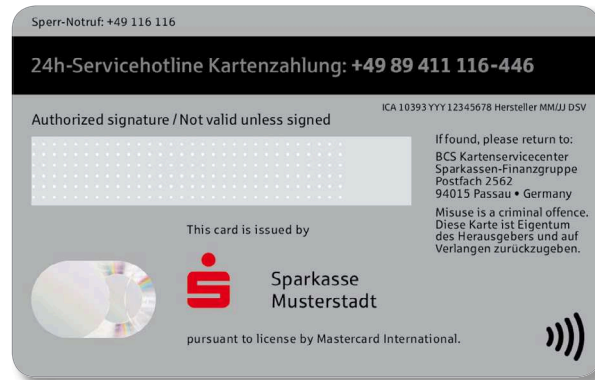 Sperr-Notruf: +49 116 116
24h-Servicehotline Kartenzahlung: +49 89 411 116-446
ICA 10393 YYY 12345678 Hersteller MM/JJ DSV
Authorized signature / Not valid unless signed
If found, please return to:
BCS Kartenservicecenter
Sparkassen-Finanzgruppe
Postfach 2562
94015 Passau • Germany
Misuse is a criminal offence.
Diese Karte ist Eigentum
des Herausgebers und auf
Verlangen zurückzugeben.
This card is issued by
Sparkasse
Musterstadt
pursuant to license by Mastercard International.